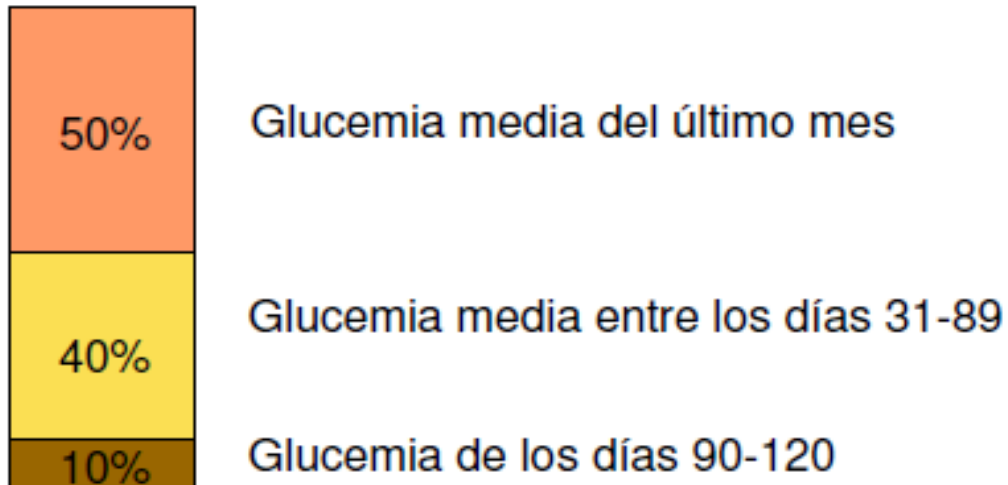 50%
Glucemia media del último mes
Glucemia media entre los días 31-89
40%
Glucemia de los días 90-120
10%